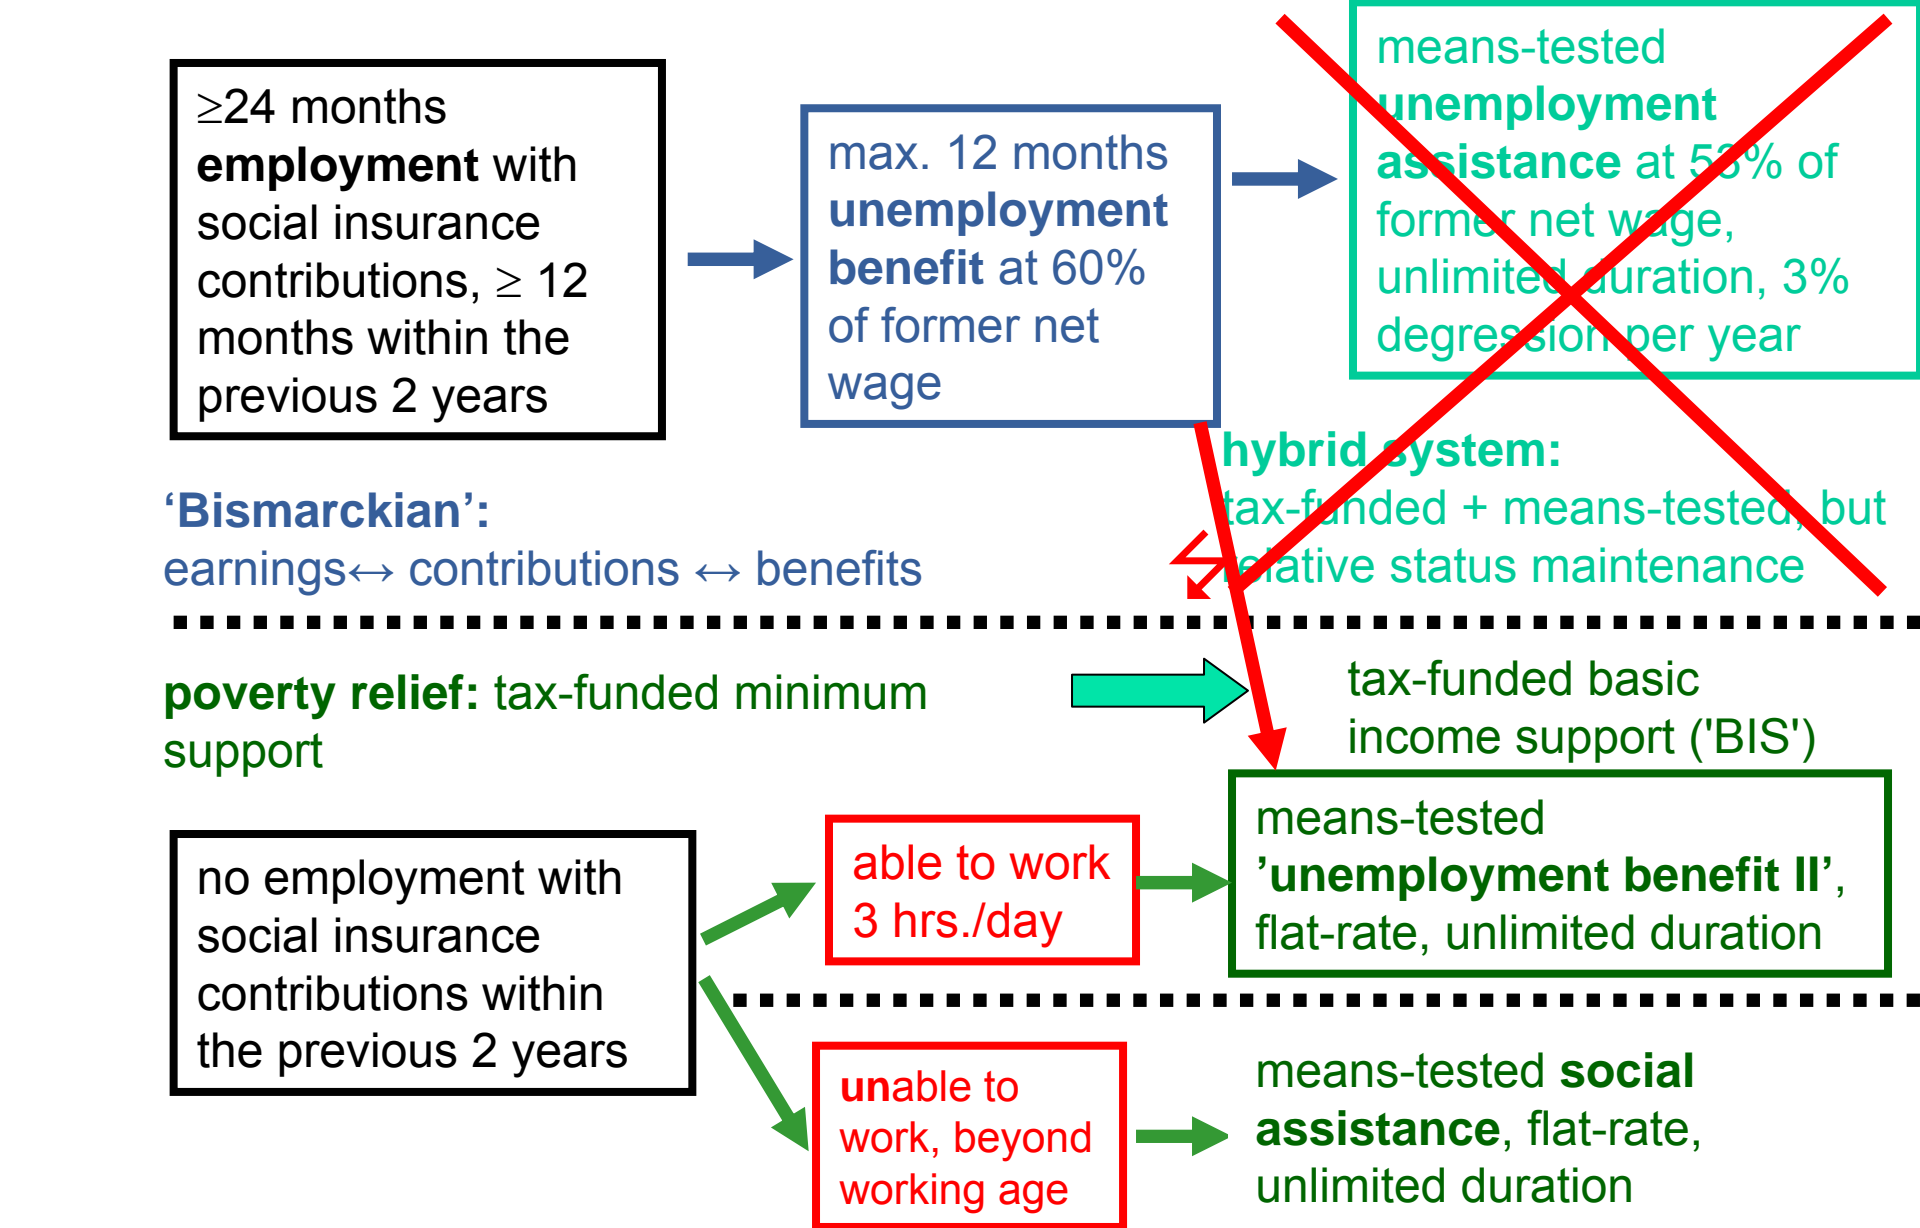 ≥24 months
employment with
social insurance
contributions, ≥ 12
months within the
previous 2 years
max. 12 months
unemployment
benefit at 60%
of former net
wage
means-tested
unemployment
assistance at 53% of
former net wage,
unlimited duration, 3%
degression per year
hybrid system:
tax-funded + means-tested, but
relative status maintenance
‘Bismarckian’:
earnings↔ contributions ↔ benefits
poverty relief: tax-funded minimum
support
tax-funded basic
income support ('BIS')
no employment with
social insurance
contributions within
the previous 2 years
able to work
3 hrs./day
means-tested
’unemployment benefit II’,
flat-rate, unlimited duration
unable to
work, beyond
working age
means-tested social
assistance, flat-rate,
unlimited duration